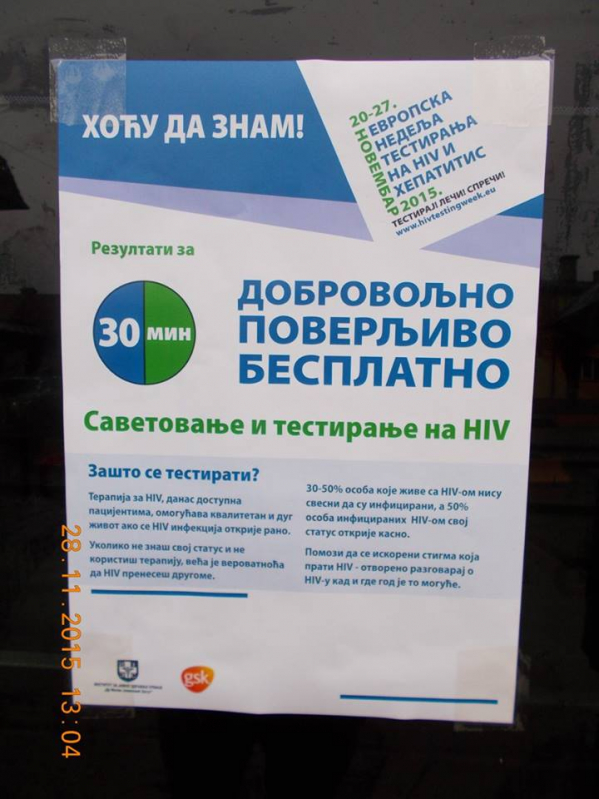 ХОЋУ ДА ЗНАМ!
20-27.
НОВЕМБАР
ЕВРОПСКА
НЕДЕЉА
ТЕСТИРАЊА
НА HIV И
ХЕПАТИТИС
2015.
ТЕСТИРАЈ! ЛЕЧИ! СПРЕЧИ!
www.hivtestingweek.eu
Резултати за
30 мин
ДОБРОВОЉНО
ПОВЕРЉИВО
БЕСПЛАТНО
Саветовање и тестирање на HIV
Зашто се тестирати?
Терапија за HIV, данас доступна
пацијентима, омогућава квалитетан и дуг
живот ако се HIV инфекција открије рано.
Уколико не знаш свој статус и не
користиш терапију, већа је вероватноћа
да HIV пренесеш другоме.
30-50% особа које живе са HIV-ом нису
свесни да су инфицирани, а 50%
особа инфицираних HIV-ом свој
статус открије касно.
Помози да се искорени стигма која
прати HIV - отворено разговарај о
HIV-у кад и где год је то могуће.
gsk
28.11.2015 13:04